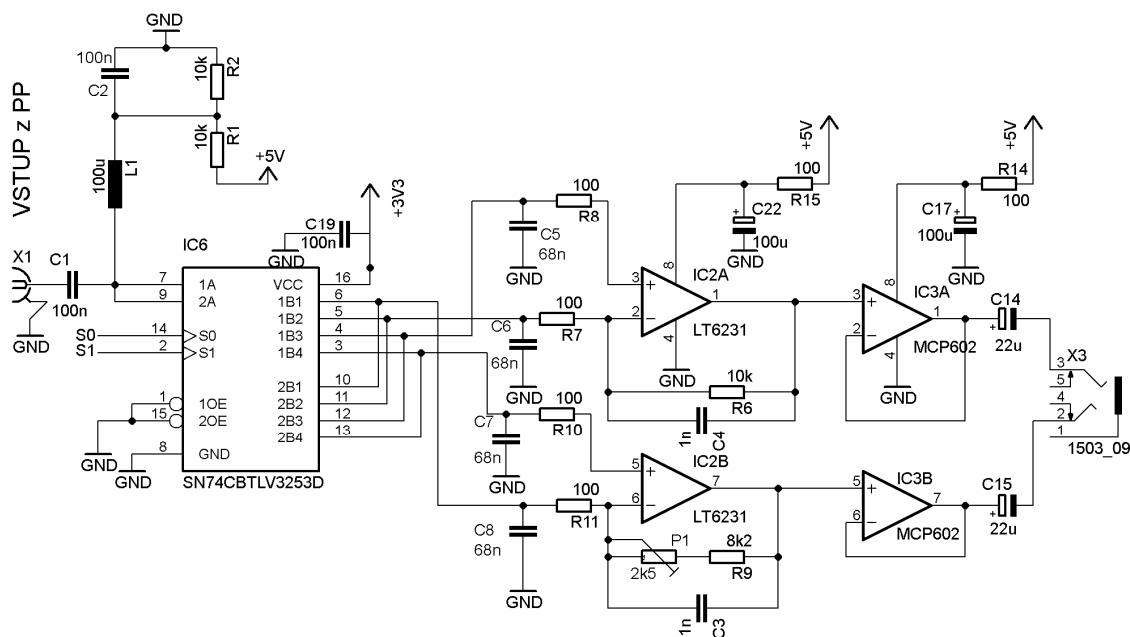 GND
100n
C2
10k
R2
10k
R1
+5V
VSTUP z PP
100u
L1
X1
C1
100n
GND
S0
S1
IC6
7
9
14
2
1
15
8
1A
2A
S0
S1
1OE
2OE
GND
VCC
1B1
1B2
1B3
1B4
2B1
2B2
2B3
2B4
16
6
5
4
3
10
11
12
13
SN74CBTLV3253D
GND
GND
C19
100n
GND
+3V3
C5
68n
GND
100
R8
C6
68n
GND
100
R7
C7
68n
GND
100
R10
C8
68n
GND
100
R11
3
2
8
4
1
+
−
IC2A
LT6231
GND
C22
+
100u
GND
100
R15
+5V
10k
R6
1n
C4
5
6
7
+
−
IC2B
LT6231
P1
2k5
8k2
R9
1n
C3
3
2
8
4
1
+
−
IC3A
MCP602
GND
C17
+
100u
GND
R14
100
+5V
5
6
7
+
−
IC3B
MCP602
C14
+
22u
C15
+
22u
X3
3
5
4
2
1
1503_09